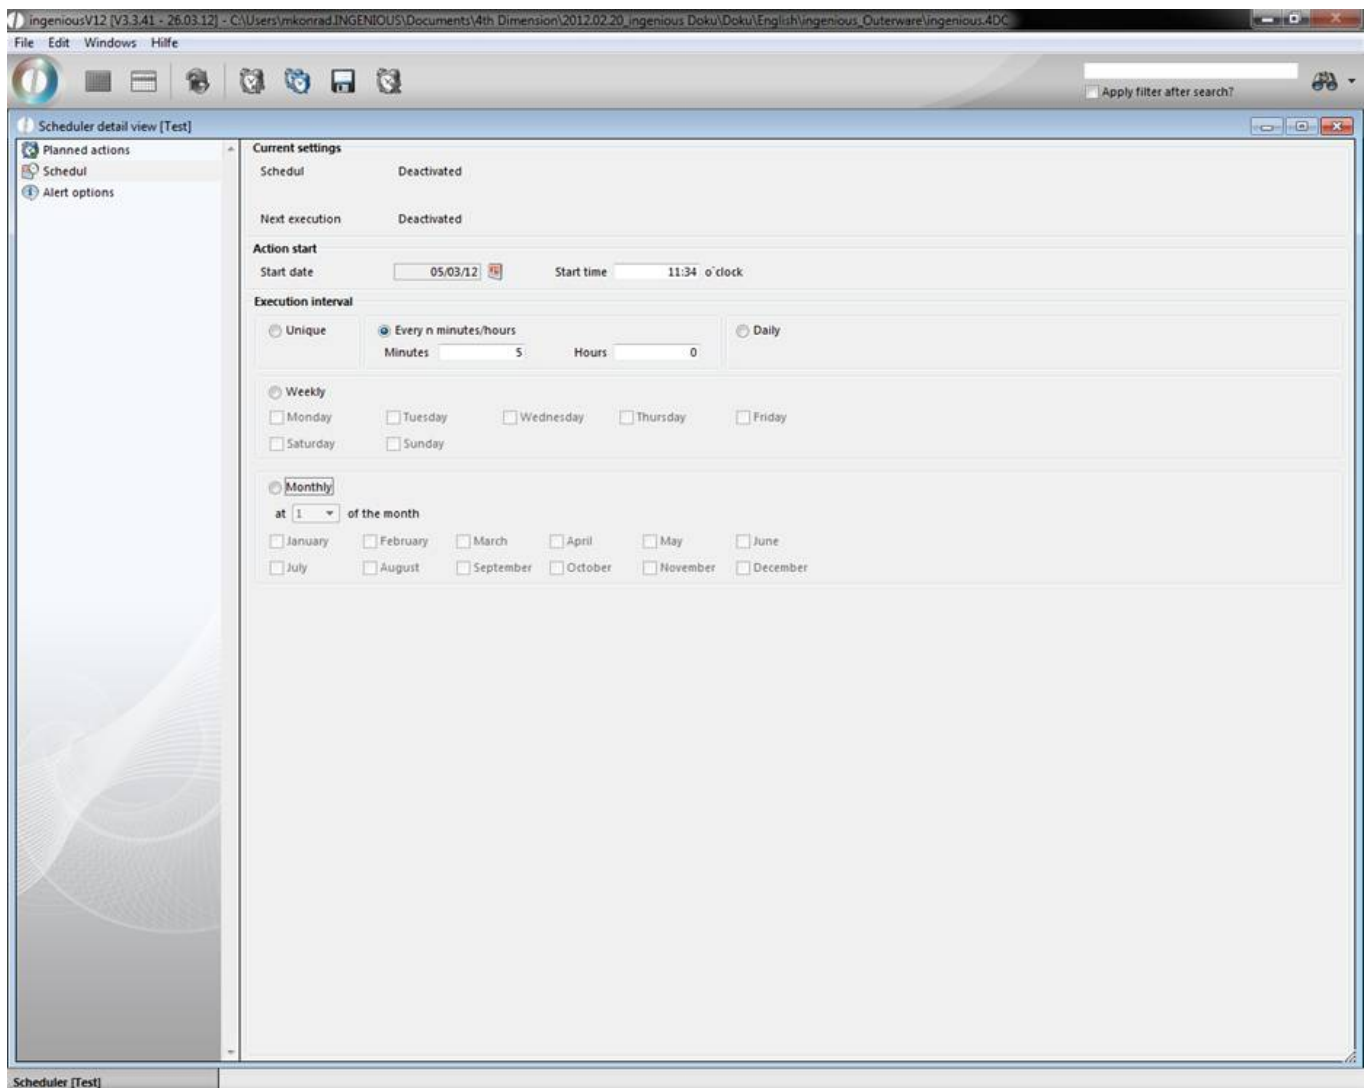 ingeniousV12 [V3.3.41 - 26.03.12] - C:\Users\mkonrad.INGENIOUS\Documents\4th Dimension\2012.02.20_ingenious Doku\Doku\English\ingenious_Outerware\ingenious.4DC
File Edit Windows Hilfe
Apply filter after search?
Scheduler detail view [Test]
Planned actions
Schedul
Alert options
Current settings
Schedul Deactivated
Next execution Deactivated
Action start
Start date 05/03/12 Start time 11:34 o`clock
Execution interval
Unique Every n minutes/hours Daily
Minutes 5 Hours 0
Weekly
Monday Tuesday Wednesday Thursday Friday
Saturday Sunday
Monthly
at 1 of the month
January February March April May June
July August September October November December
Scheduler [Test]